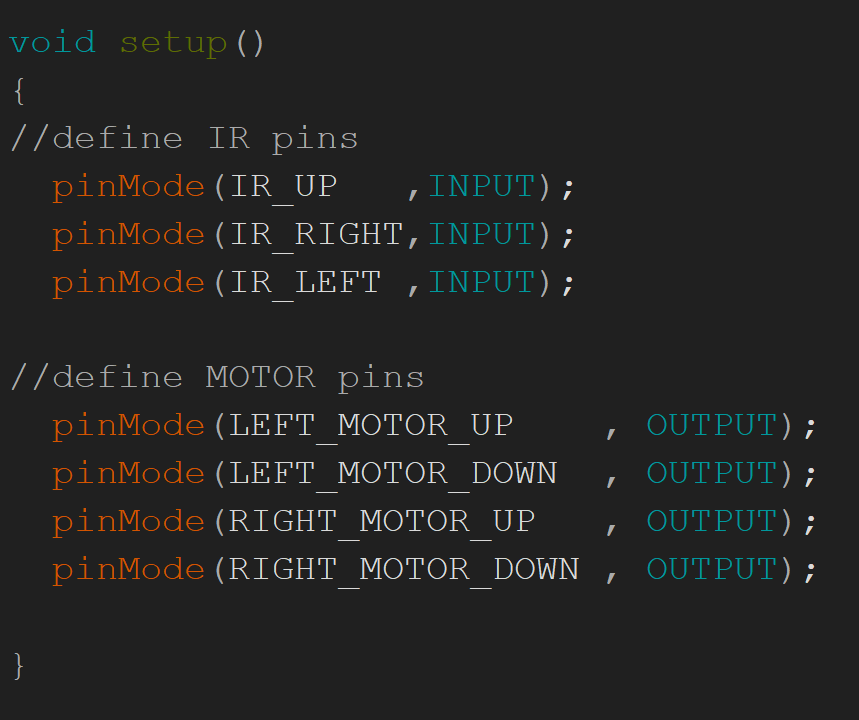 void setup()
{
//define IR pins
  pinMode(IR_UP   ,INPUT);
  pinMode(IR_RIGHT,INPUT);
  pinMode(IR_LEFT ,INPUT);
//define MOTOR pins
  pinMode(LEFT_MOTOR_UP    , OUTPUT);
  pinMode(LEFT_MOTOR_DOWN  , OUTPUT);
  pinMode(RIGHT_MOTOR_UP   , OUTPUT);
  pinMode(RIGHT_MOTOR_DOWN , OUTPUT);
}